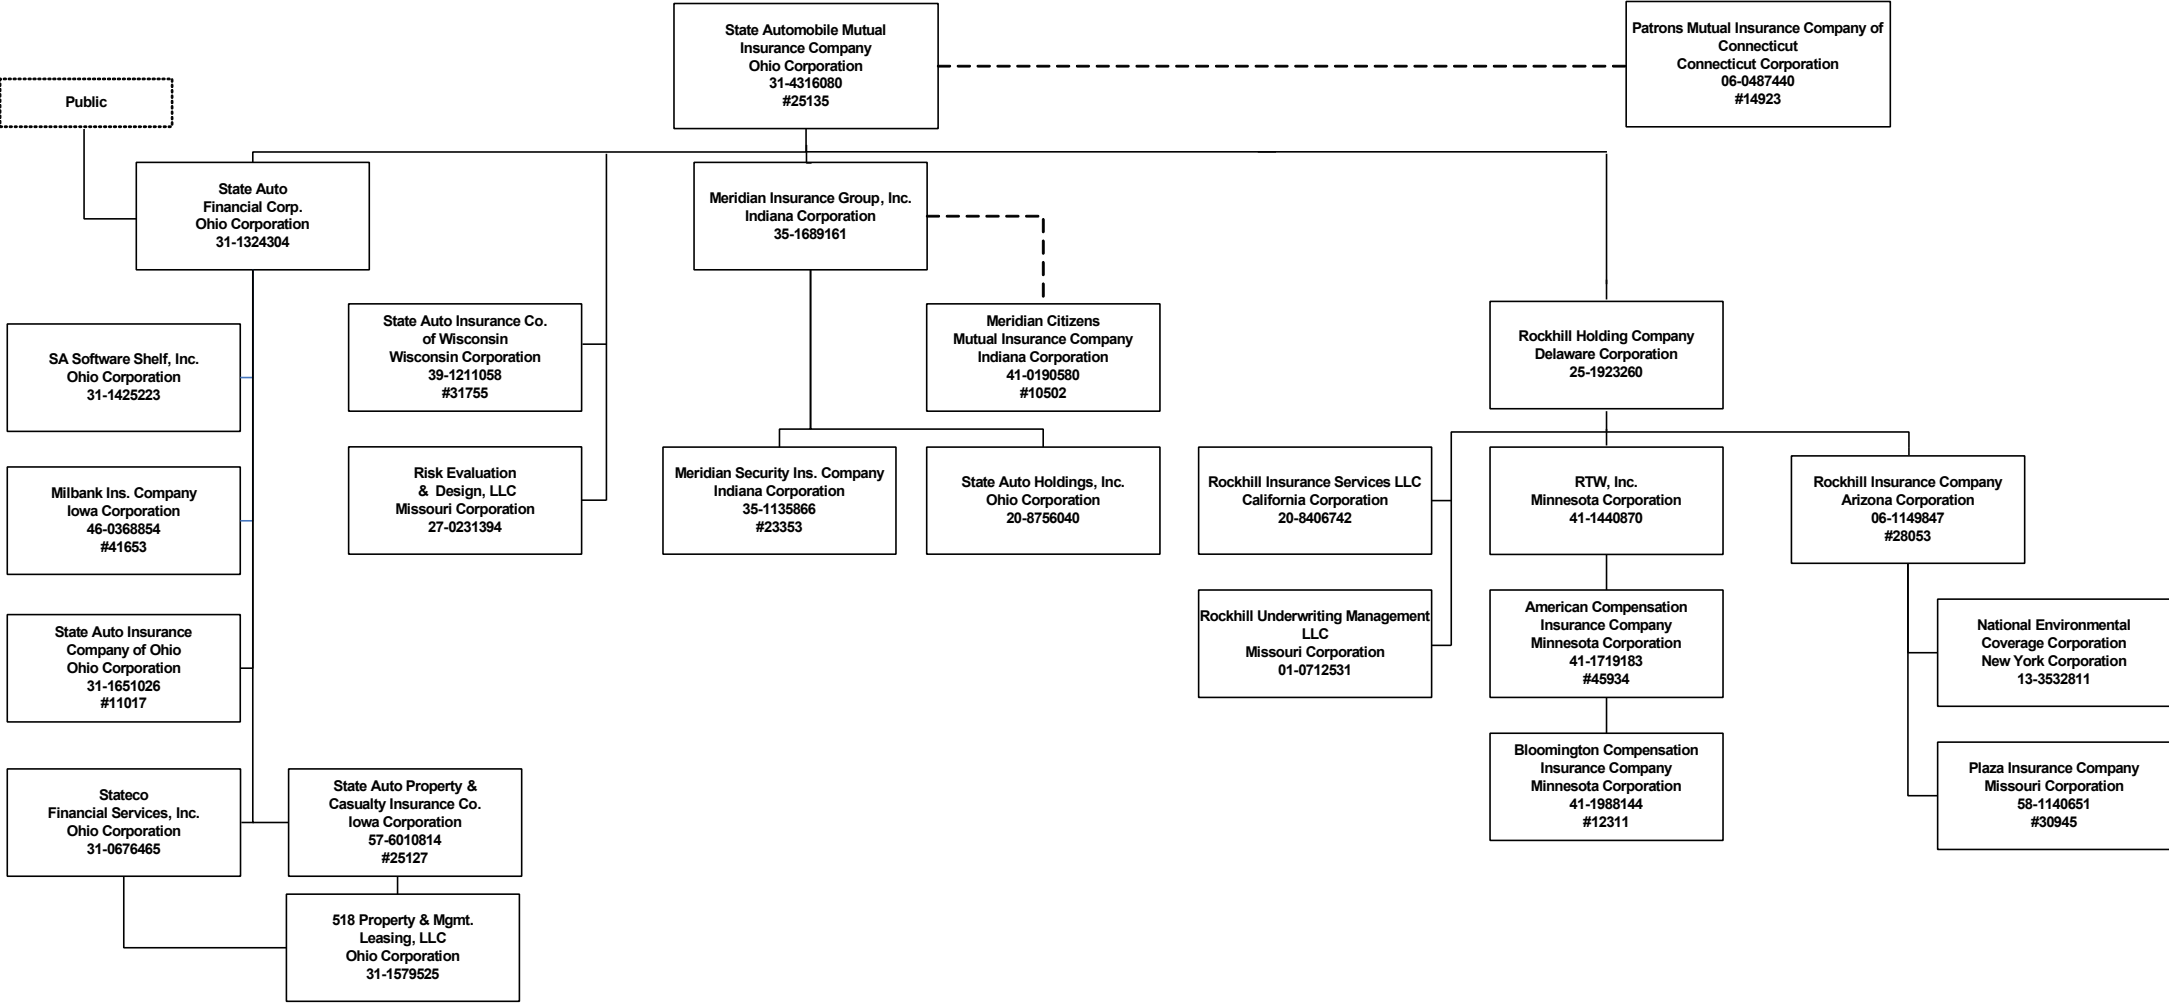 State Automobile Mutual
Insurance Company
Ohio Corporation
31-4316080
#25135
Patrons Mutual Insurance Company of
Connecticut
Connecticut Corporation
06-0487440
#14923
Public
State Auto
Financial Corp.
Ohio Corporation
31-1324304
Meridian Insurance Group, Inc.
Indiana Corporation
35-1689161
SA Software Shelf, Inc.
Ohio Corporation
31-1425223
State Auto Insurance Co.
of Wisconsin
Wisconsin Corporation
39-1211058
#31755
Meridian Citizens
Mutual Insurance Company
Indiana Corporation
41-0190580
#10502
Rockhill Holding Company
Delaware Corporation
25-1923260
Milbank Ins. Company
Iowa Corporation
46-0368854
#41653
Risk Evaluation
& Design, LLC
Missouri Corporation
27-0231394
Meridian Security Ins. Company
Indiana Corporation
35-1135866
#23353
State Auto Holdings, Inc.
Ohio Corporation
20-8756040
Rockhill Insurance Services LLC
California Corporation
20-8406742
RTW, Inc.
Minnesota Corporation
41-1440870
Rockhill Insurance Company
Arizona Corporation
06-1149847
#28053
State Auto Insurance
Company of Ohio
Ohio Corporation
31-1651026
#11017
Rockhill Underwriting Management
LLC
Missouri Corporation
01-0712531
American Compensation
Insurance Company
Minnesota Corporation
41-1719183
#45934
National Environmental
Coverage Corporation
New York Corporation
13-3532811
Stateco
Financial Services, Inc.
Ohio Corporation
31-0676465
State Auto Property &
Casualty Insurance Co.
Iowa Corporation
57-6010814
#25127
Bloomington Compensation
Insurance Company
Minnesota Corporation
41-1988144
#12311
Plaza Insurance Company
Missouri Corporation
58-1140651
#30945
518 Property & Mgmt.
Leasing, LLC
Ohio Corporation
31-1579525